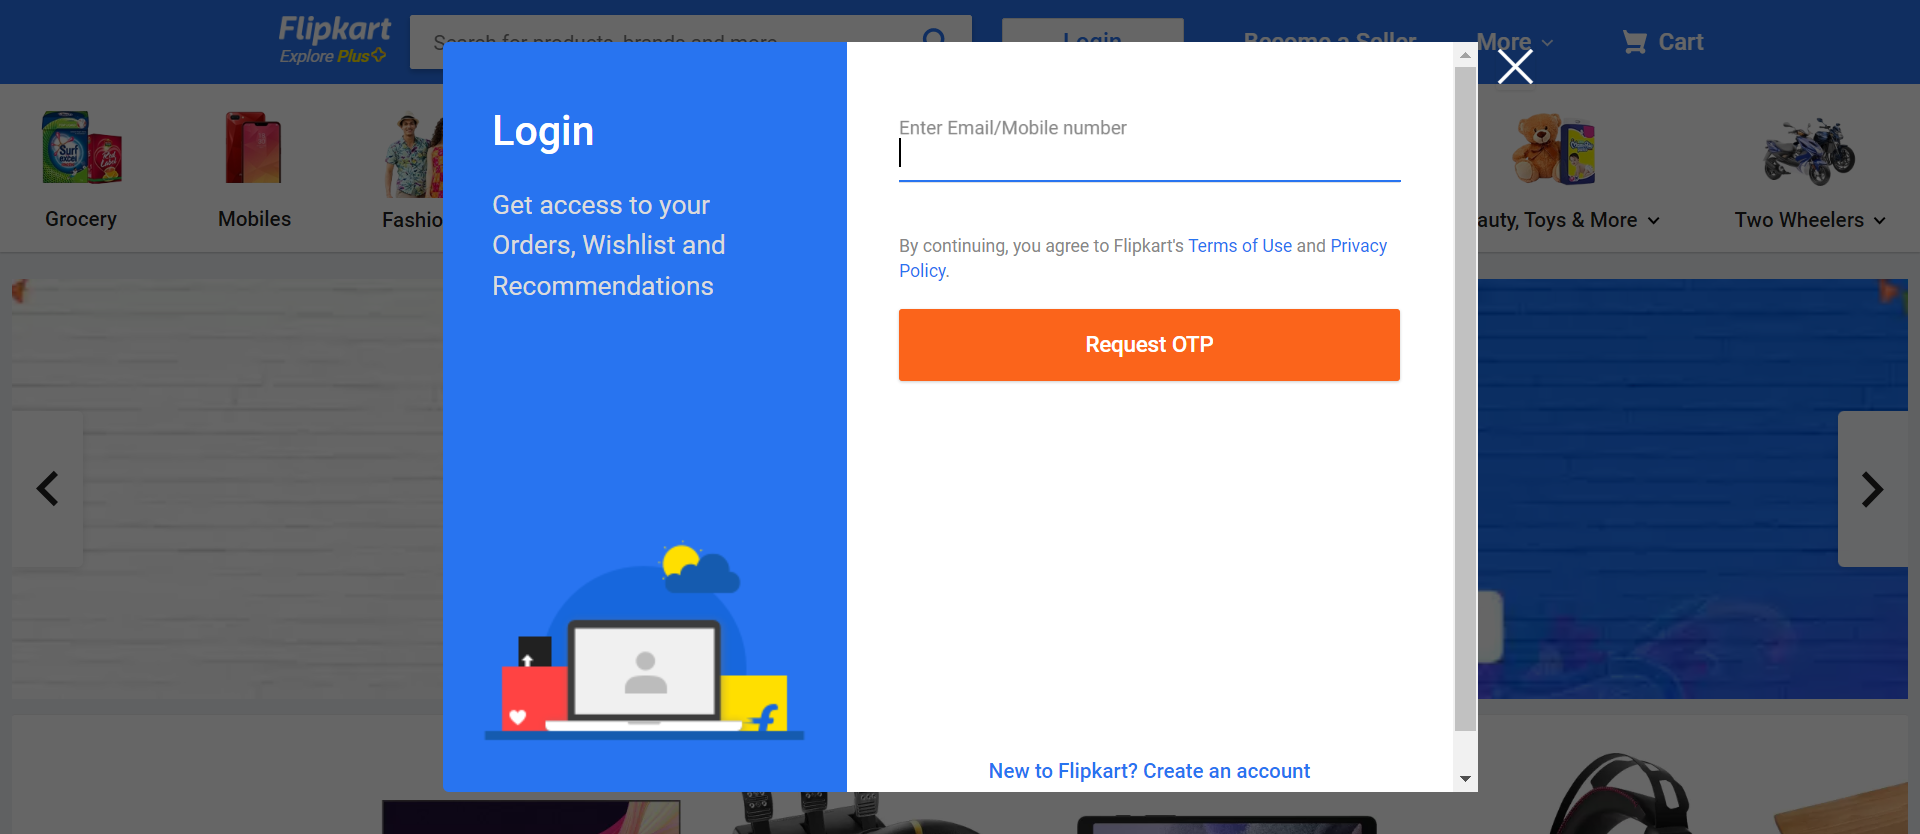 Flipkart
Explore Plus
Search for products, brands and more
Login
Become a Seller
More
Cart
Grocery
Mobiles
Fashio
auty, Toys & More
Two Wheelers
Login
Get access to your
Orders, Wishlist and
Recommendations
Enter Email/Mobile number
By continuing, you agree to Flipkart's Terms of Use and Privacy
Policy.
Request OTP
New to Flipkart? Create an account
Surf
excel